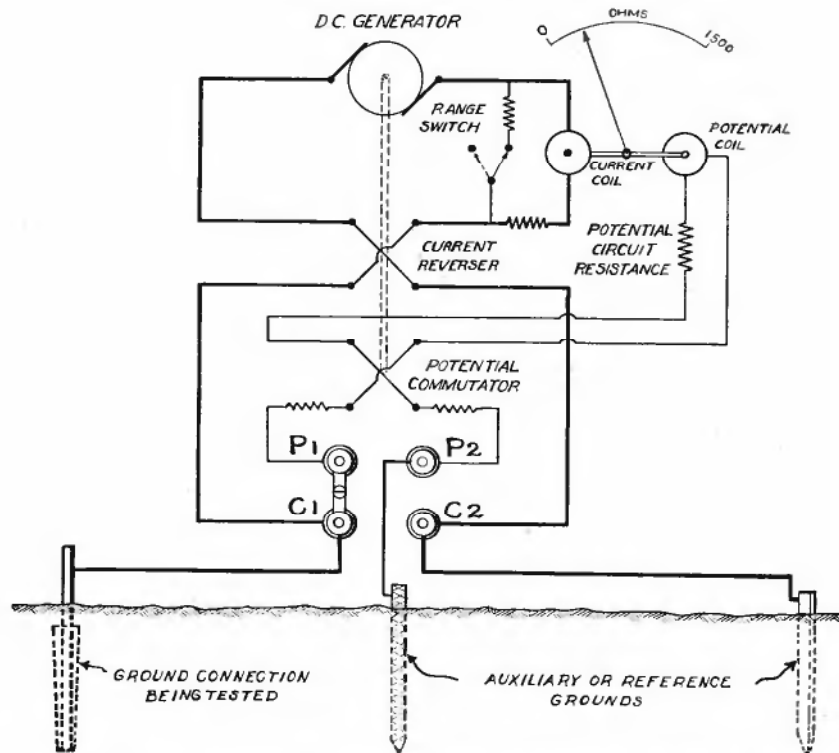 D.C. GENERATOR
OHMS
0
1500
RANGE
SWITCH
POTENTIAL
COIL
CURRENT
COIL
POTENTIAL
CIRCUIT
RESISTANCE
CURRENT
REVERSER
POTENTIAL
COMMUTATOR
P1
P2
C1
C2
GROUND CONNECTION
BEING TESTED
AUXILIARY OR REFERENCE
GROUNDS